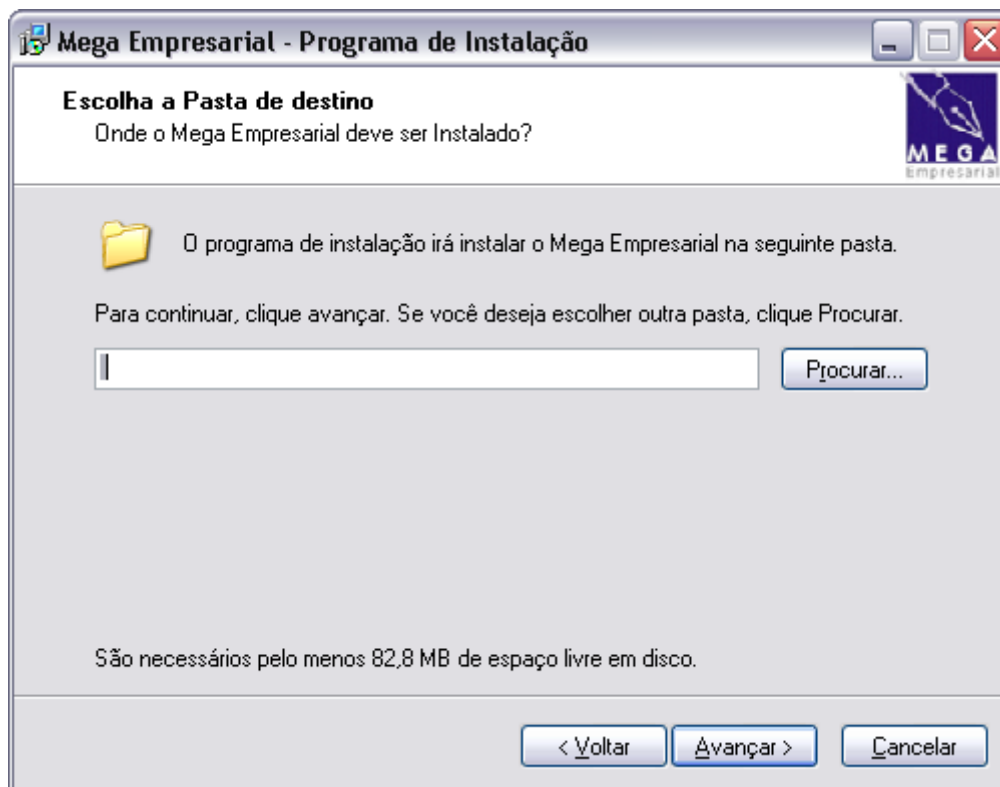 Mega Empresarial - Programa de Instalação
Escolha a Pasta de destino
Onde o Mega Empresarial deve ser Instalado?
MEGA
Empresarial
O programa de instalação irá instalar o Mega Empresarial na seguinte pasta.
Para continuar, clique avançar. Se você deseja escolher outra pasta, clique Procurar.
Procurar...
São necessários pelo menos 82,8 MB de espaço livre em disco.
< Voltar
Avançar >
Cancelar